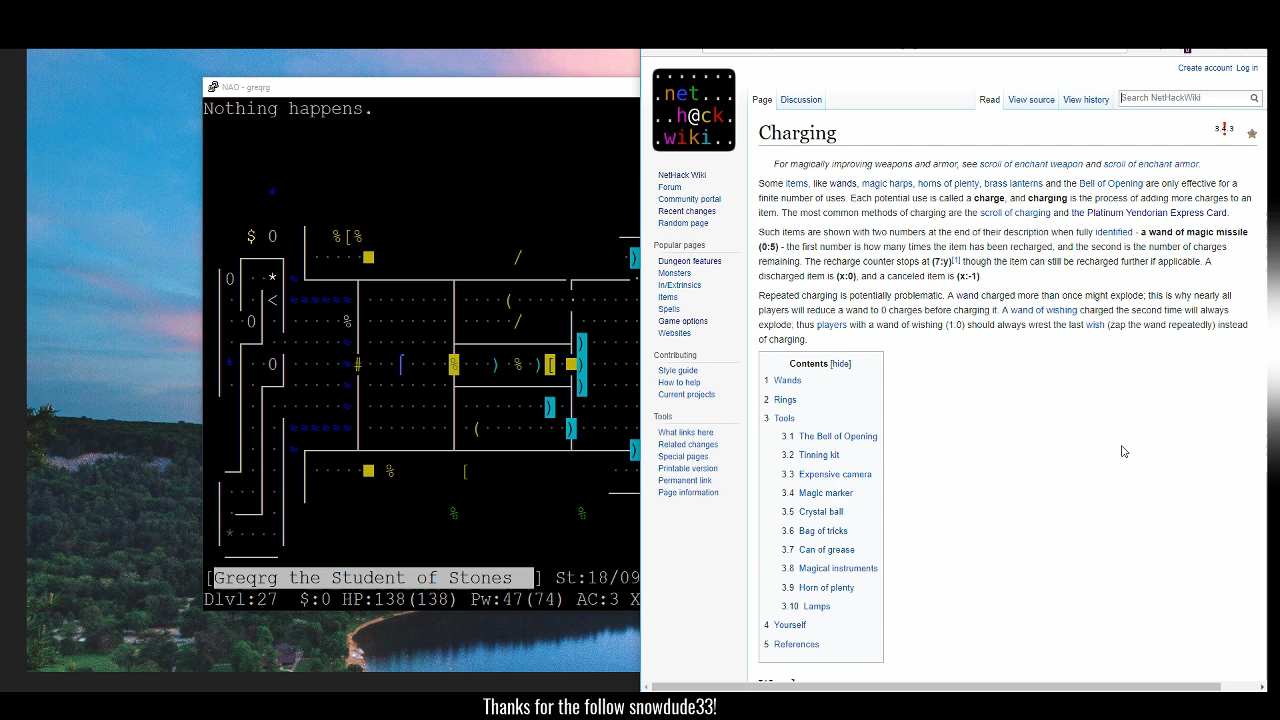 NAO - greqrg
Nothing happens.
[Greqrg the Student of Stones ] St:18/09
Dlvl:27 $:0 HP:138(138) Pw:47(74) AC:3 X
.net...
..h@ck.
.wiki..
Create account Log in
Page Discussion Read View source View history Search NetHackWiki
Charging
For magically improving weapons and armor, see scroll of enchant weapon and scroll of enchant armor.
Some items, like wands, magic harps, horns of plenty, brass lanterns and the Bell of Opening are only effective for a
finite number of uses. Each potential use is called a charge, and charging is the process of adding more charges to an
item. The most common methods of charging are the scroll of charging and the Platinum Yendorian Express Card.
Such items are shown with two numbers at the end of their description when fully identified - a wand of magic missile
(0:5) - the first number is how many times the item has been recharged, and the second is the number of charges
remaining. The recharge counter stops at (7:y)[1] though the item can still be recharged further if applicable. A
discharged item is (x:0), and a canceled item is (x:-1).
Repeated charging is potentially problematic. A wand charged more than once might explode; this is why nearly all
players will reduce a wand to 0 charges before charging it. A wand of wishing charged the second time will always
explode; thus players with a wand of wishing (1:0) should always wrest the last wish (zap the wand repeatedly) instead
of charging.
Contents [hide]
1 Wands
2 Rings
3 Tools
3.1 The Bell of Opening
3.2 Tinning kit
3.3 Expensive camera
3.4 Magic marker
3.5 Crystal ball
3.6 Bag of tricks
3.7 Can of grease
3.8 Magical instruments
3.9 Horn of plenty
3.10 Lamps
4 Yourself
5 References
NetHack Wiki
Forum
Community portal
Recent changes
Random page
Popular pages
Dungeon features
Monsters
In/Extrinsics
Items
Spells
Game options
Websites
Contributing
Style guide
How to help
Current projects
Tools
What links here
Related changes
Special pages
Printable version
Permanent link
Page information
Thanks for the follow snowdude33!